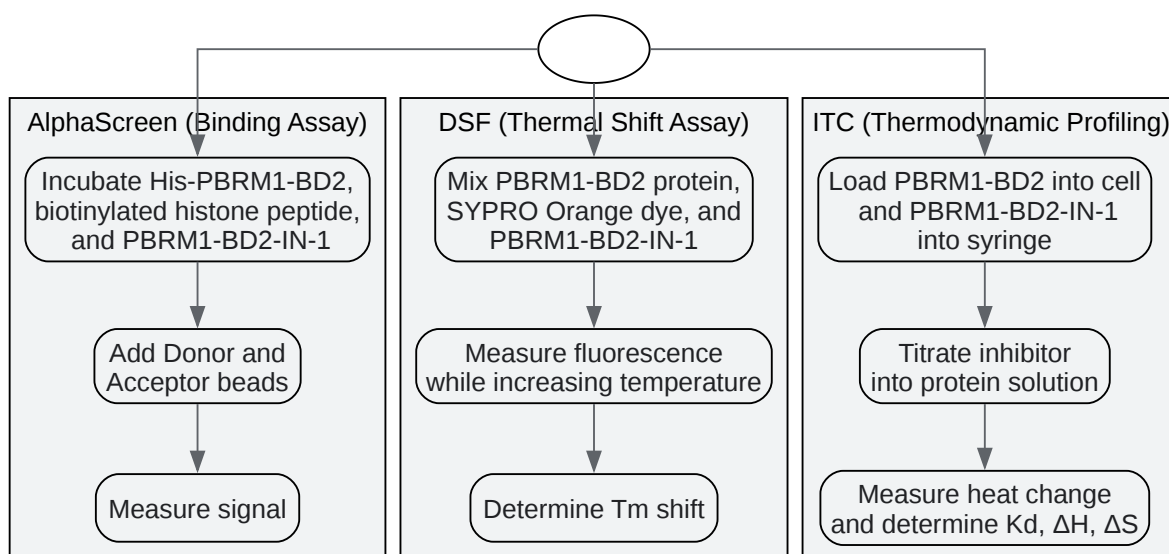 AlphaScreen (Binding Assay)
Incubate His-PBRM1-BD2,
biotinylated histone peptide,
and PBRM1-BD2-IN-1
Add Donor and
Acceptor beads
Measure signal
DSF (Thermal Shift Assay)
Mix PBRM1-BD2 protein,
SYPRO Orange dye, and
PBRM1-BD2-IN-1
Measure fluorescence
while increasing temperature
Determine Tm shift
ITC (Thermodynamic Profiling)
Load PBRM1-BD2 into cell
and PBRM1-BD2-IN-1
into syringe
Titrate inhibitor
into protein solution
Measure heat change
and determine Kd, ΔH, ΔS